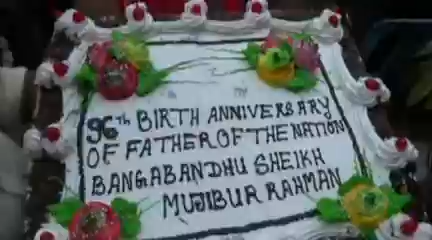 96th BIRTH ANNIVERSARY
OF FATHER OF THE NATION
BANGABANDHU SHEIKH
MUJIBUR RAHMAN